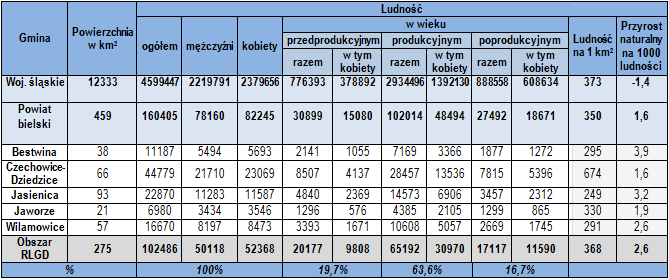 Gmina Powierzchnia w km² Ludność Ludność na 1 km² Przyrost naturalny na 1000 ludności
ogółem mężczyźni kobiety w wieku
przedprodukcyjnym produkcyjnym poprodukcyjnym
razem w tym kobiety razem w tym kobiety razem w tym kobiety
Woj. śląskie 12333 4599447 2219791 2379656 776393 378892 2934496 1392130 888558 608634 373 -1,4
Powiat bielski 459 160405 78160 82245 30899 15080 102014 48494 27492 18671 350 1,6
Bestwina 38 11187 5494 5693 2141 1055 7169 3366 1877 1272 295 3,9
Czechowice-Dziedzice 66 44779 21710 23069 8507 4137 28457 13536 7815 5396 674 1,6
Jasienica 93 22870 11283 11587 4840 2369 14573 6906 3457 2312 249 3,2
Jaworze 21 6980 3434 3546 1296 576 4385 2105 1299 865 330 1,9
Wilamowice 57 16670 8197 8473 3393 1671 10608 5057 2669 1745 291 2,6
Obszar RLGD 275 102486 50118 52368 20177 9808 65192 30970 17117 11590 368 2,6
% 100% 19,7% 63,6% 16,7%